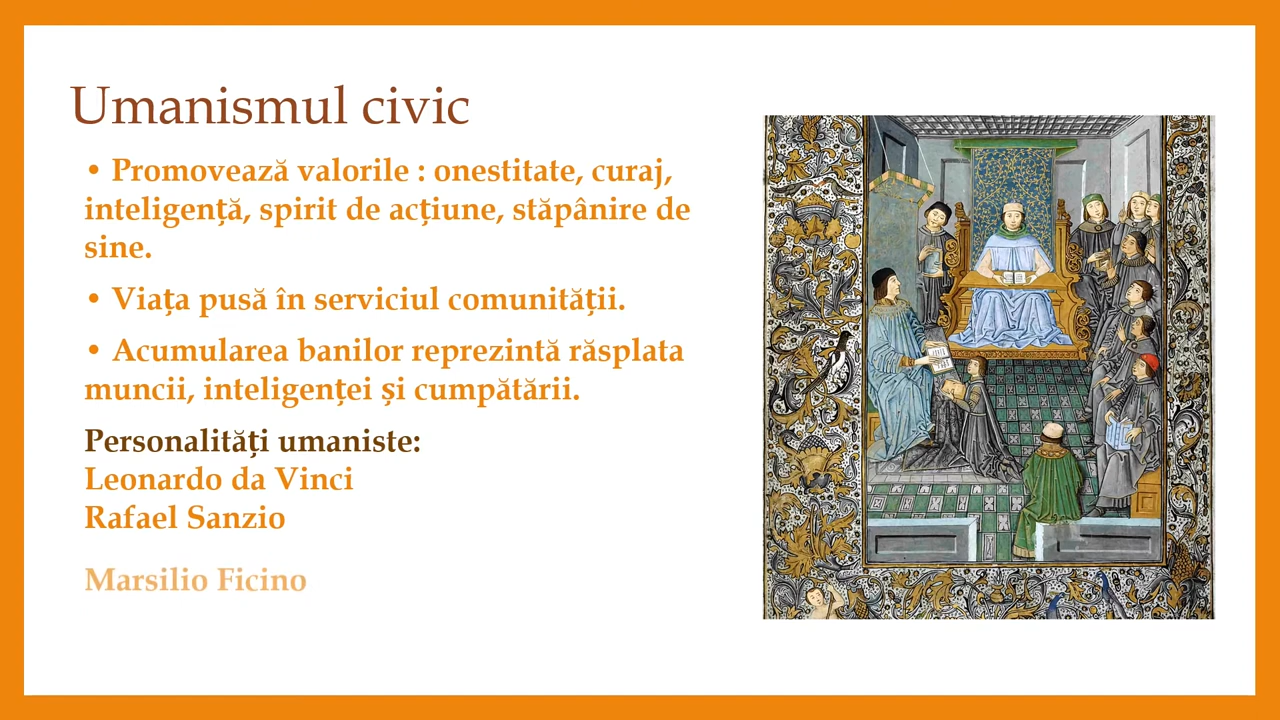 Umanismul civic
• Promovează valorile : onestitate, curaj,
inteligență, spirit de acțiune, stăpânire de
sine.
• Viața pusă în serviciul comunității.
• Acumularea banilor reprezintă răsplata
muncii, inteligenței și cumpătării.
Personalități umaniste:
Leonardo da Vinci
Rafael Sanzio
Marsilio Ficino